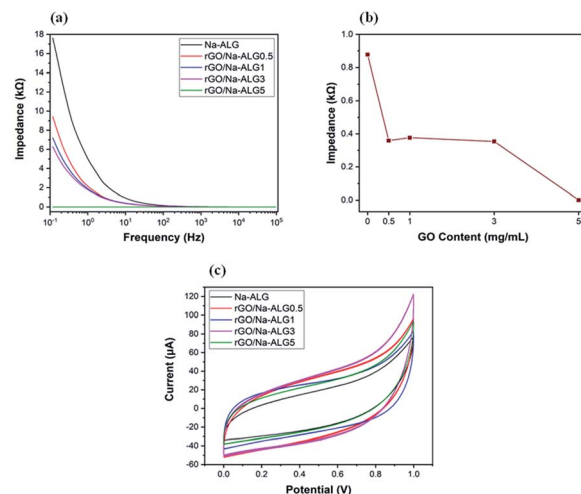 (a)
Impedance (kΩ)
18
16
14
12
10
8
6
4
2
0
Na-ALG
rGO/Na-ALG0.5
rGO/Na-ALG1
rGO/Na-ALG3
rGO/Na-ALG5
10⁻¹ 10⁰ 10¹ 10² 10³ 10⁴ 10⁵
Frequency (Hz)
(b)
Impedance (kΩ)
1.0
0.8
0.6
0.4
0.2
0.0
0 0.5 1 3 5
GO Content (mg/mL)
(c)
Current (µA)
120
100
80
60
40
20
0
-20
-40
-60
Na-ALG
rGO/Na-ALG0.5
rGO/Na-ALG1
rGO/Na-ALG3
rGO/Na-ALG5
0.0 0.2 0.4 0.6 0.8 1.0
Potential (V)